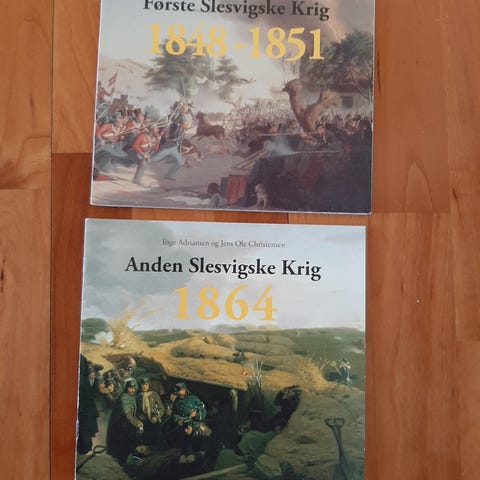 Første Slesvigske Krig
1848-1851
Inge Adriansen og Jens Ole Christensen
Anden Slesvigske Krig
1864